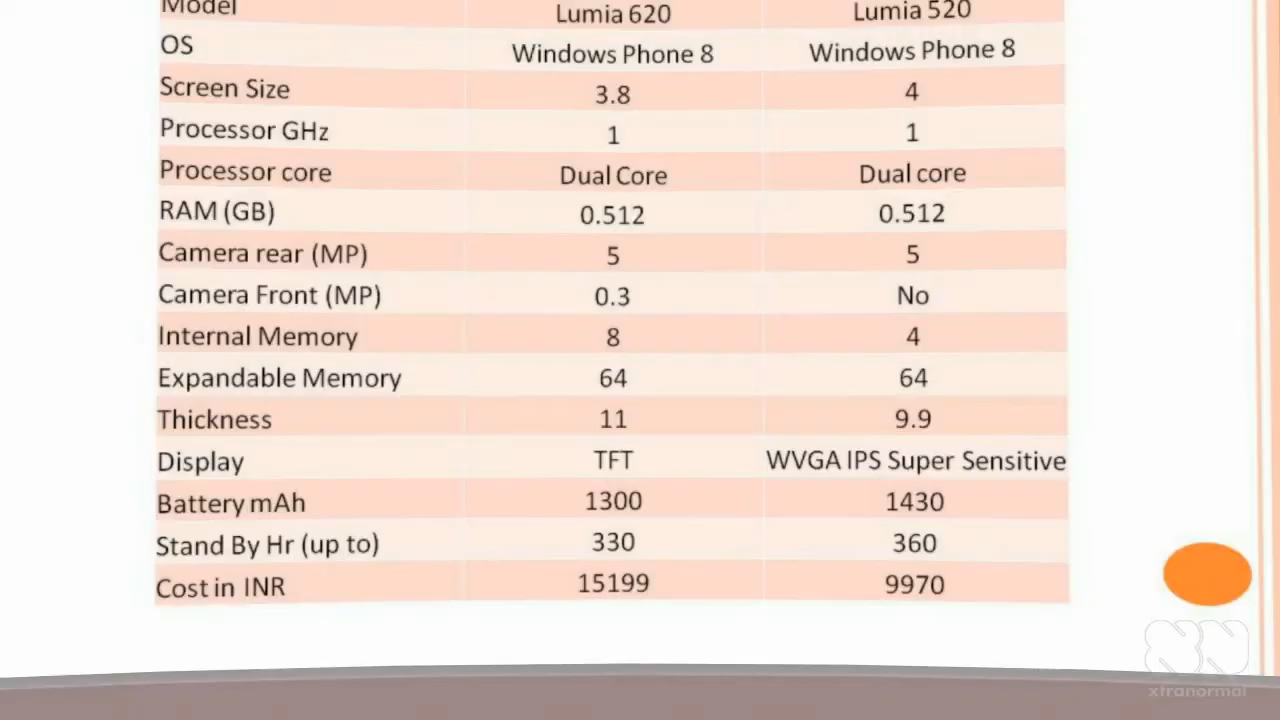 Model Lumia 620 Lumia 520
OS Windows Phone 8 Windows Phone 8
Screen Size 3.8 4
Processor GHz 1 1
Processor core Dual Core Dual core
RAM (GB) 0.512 0.512
Camera rear (MP) 5 5
Camera Front (MP) 0.3 No
Internal Memory 8 4
Expandable Memory 64 64
Thickness 11 9.9
Display TFT WVGA IPS Super Sensitive
Battery mAh 1300 1430
Stand By Hr (up to) 330 360
Cost in INR 15199 9970
xtranormal